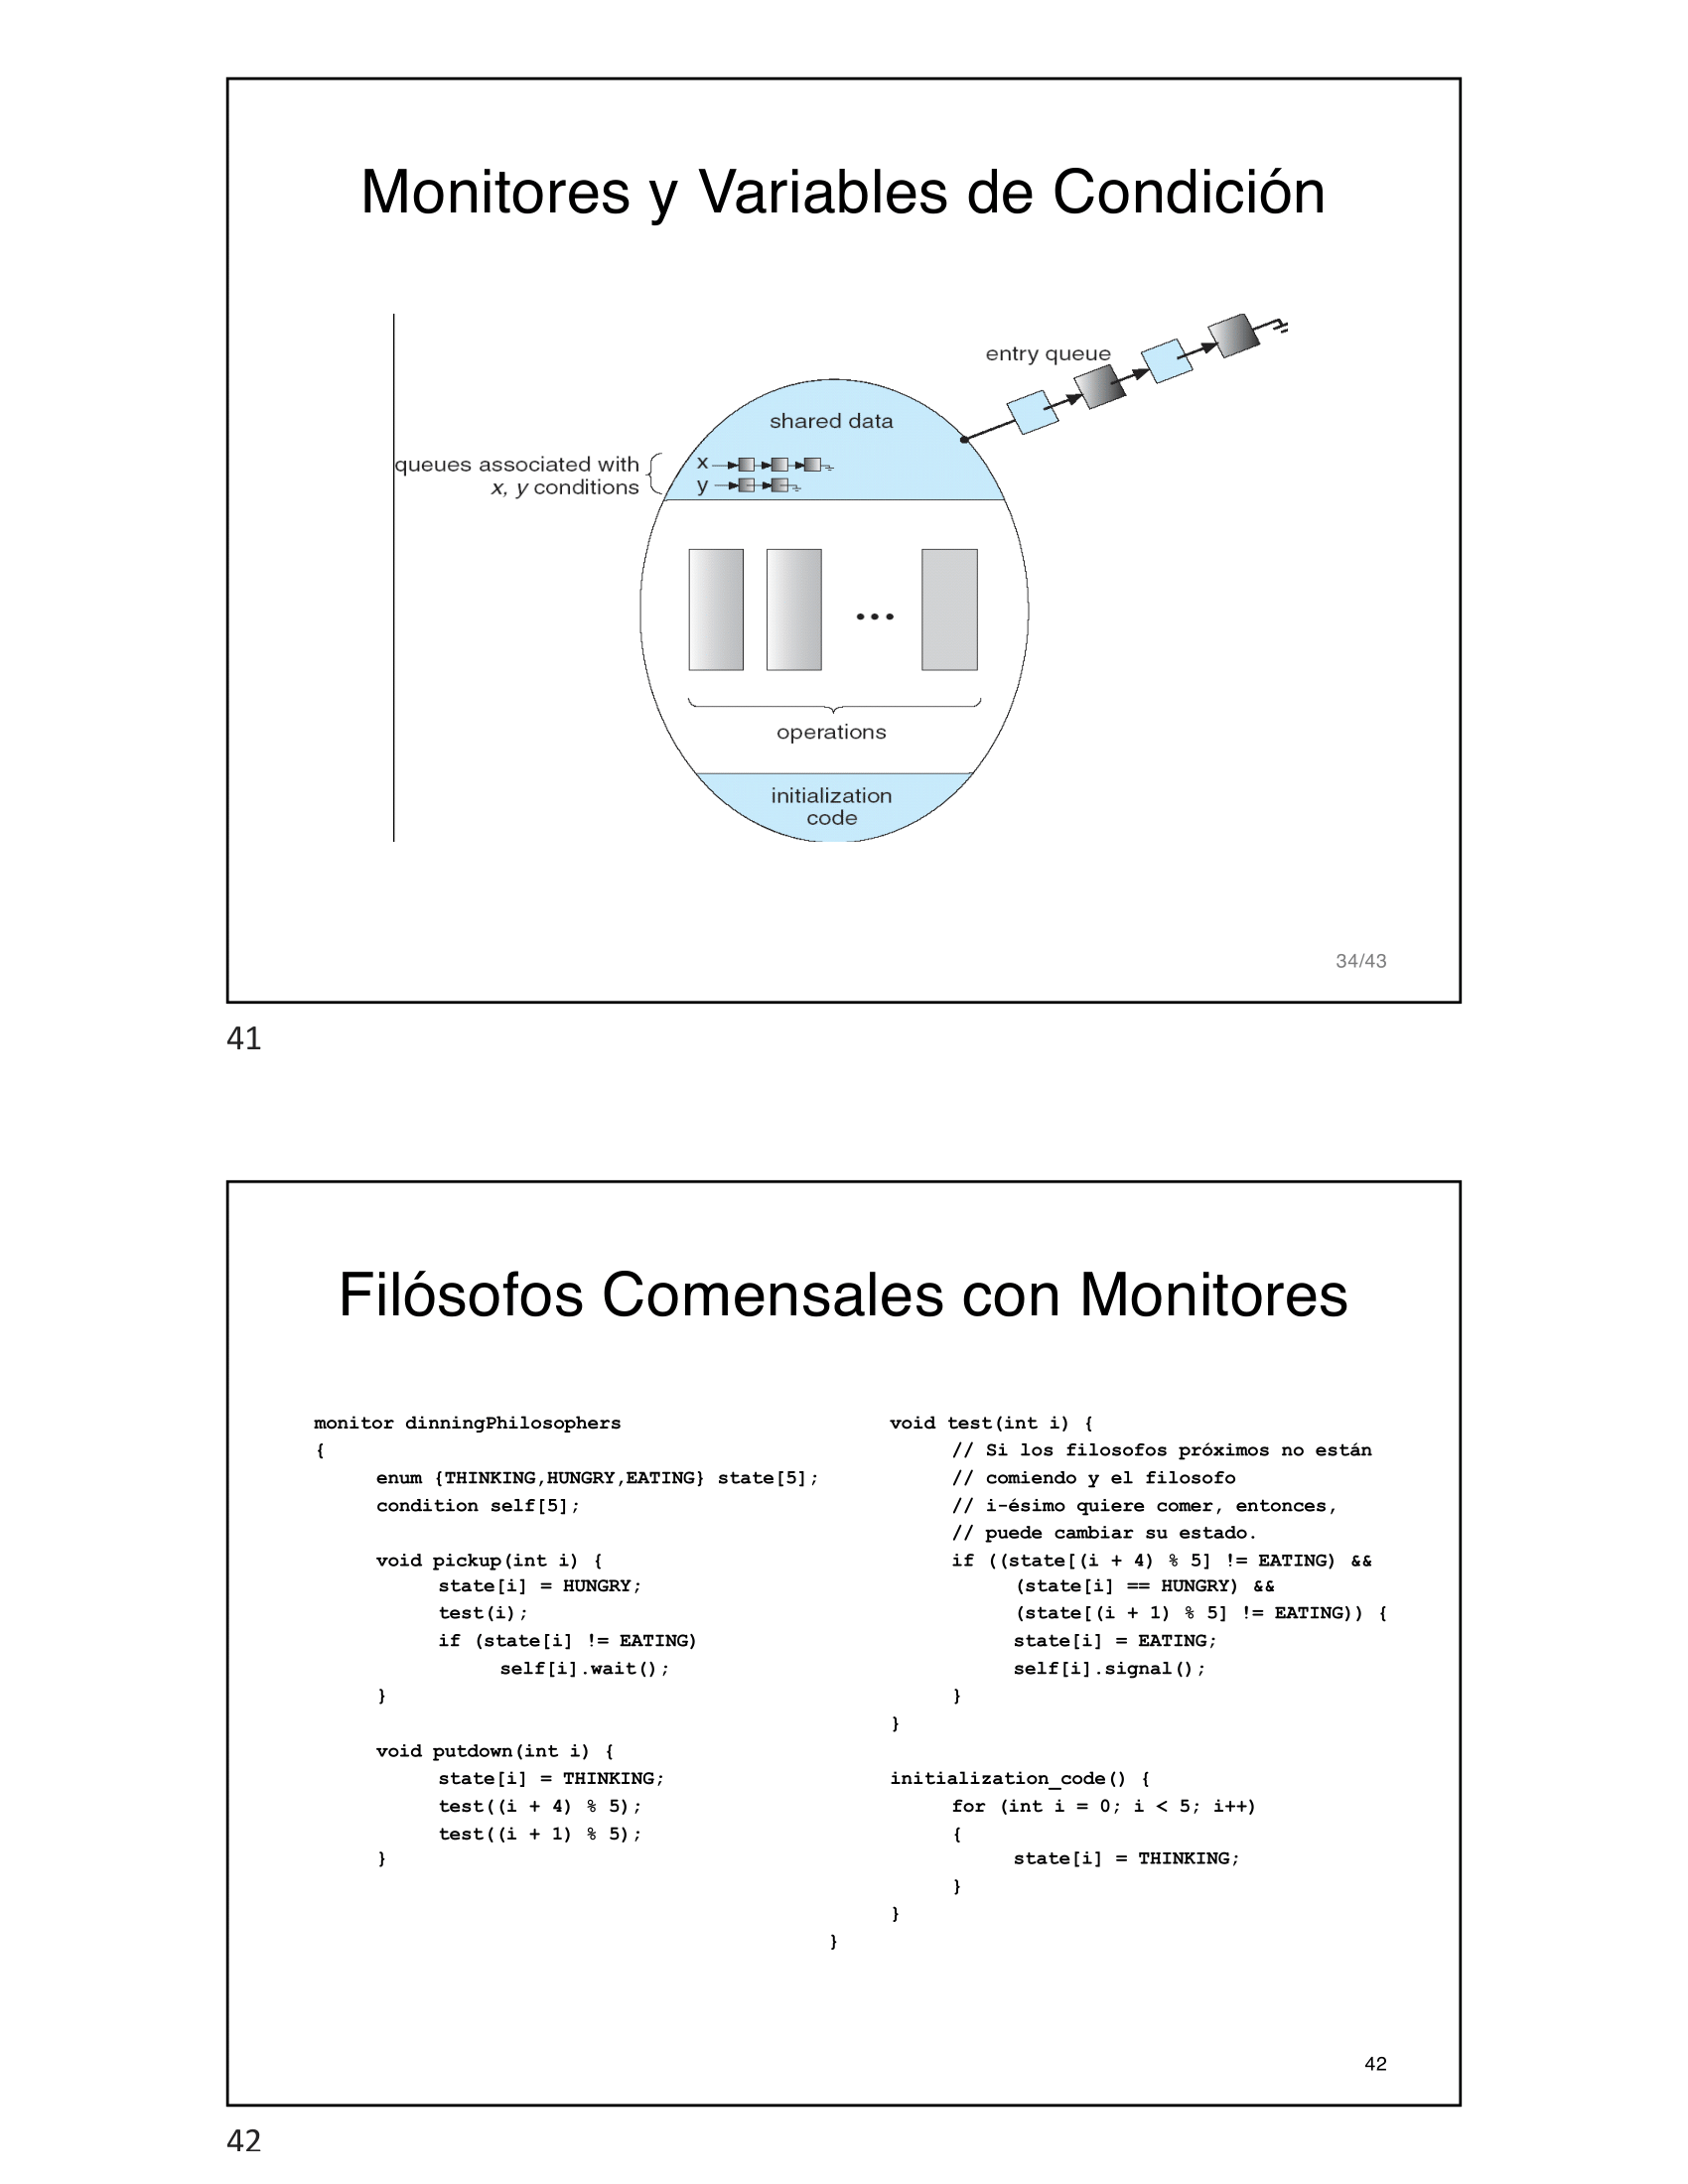 Monitores y Variables de Condición
entry queue
shared data
queues associated with
x, y conditions
x
y
operations
initialization
code
34/43
41
Filósofos Comensales con Monitores
monitor dinningPhilosophers
{
enum {THINKING,HUNGRY,EATING} state[5];
condition self[5];
void pickup(int i) {
state[i] = HUNGRY;
test(i);
if (state[i] != EATING)
self[i].wait();
}
void putdown(int i) {
state[i] = THINKING;
test((i + 4) % 5);
test((i + 1) % 5);
}
void test(int i) {
// Si los filosofos próximos no están
// comiendo y el filosofo
// i-ésimo quiere comer, entonces,
// puede cambiar su estado.
if ((state[(i + 4) % 5] != EATING) &&
(state[i] == HUNGRY) &&
(state[(i + 1) % 5] != EATING)) {
state[i] = EATING;
self[i].signal();
}
}
initialization_code() {
for (int i = 0; i < 5; i++)
{
state[i] = THINKING;
}
}
}
42
42